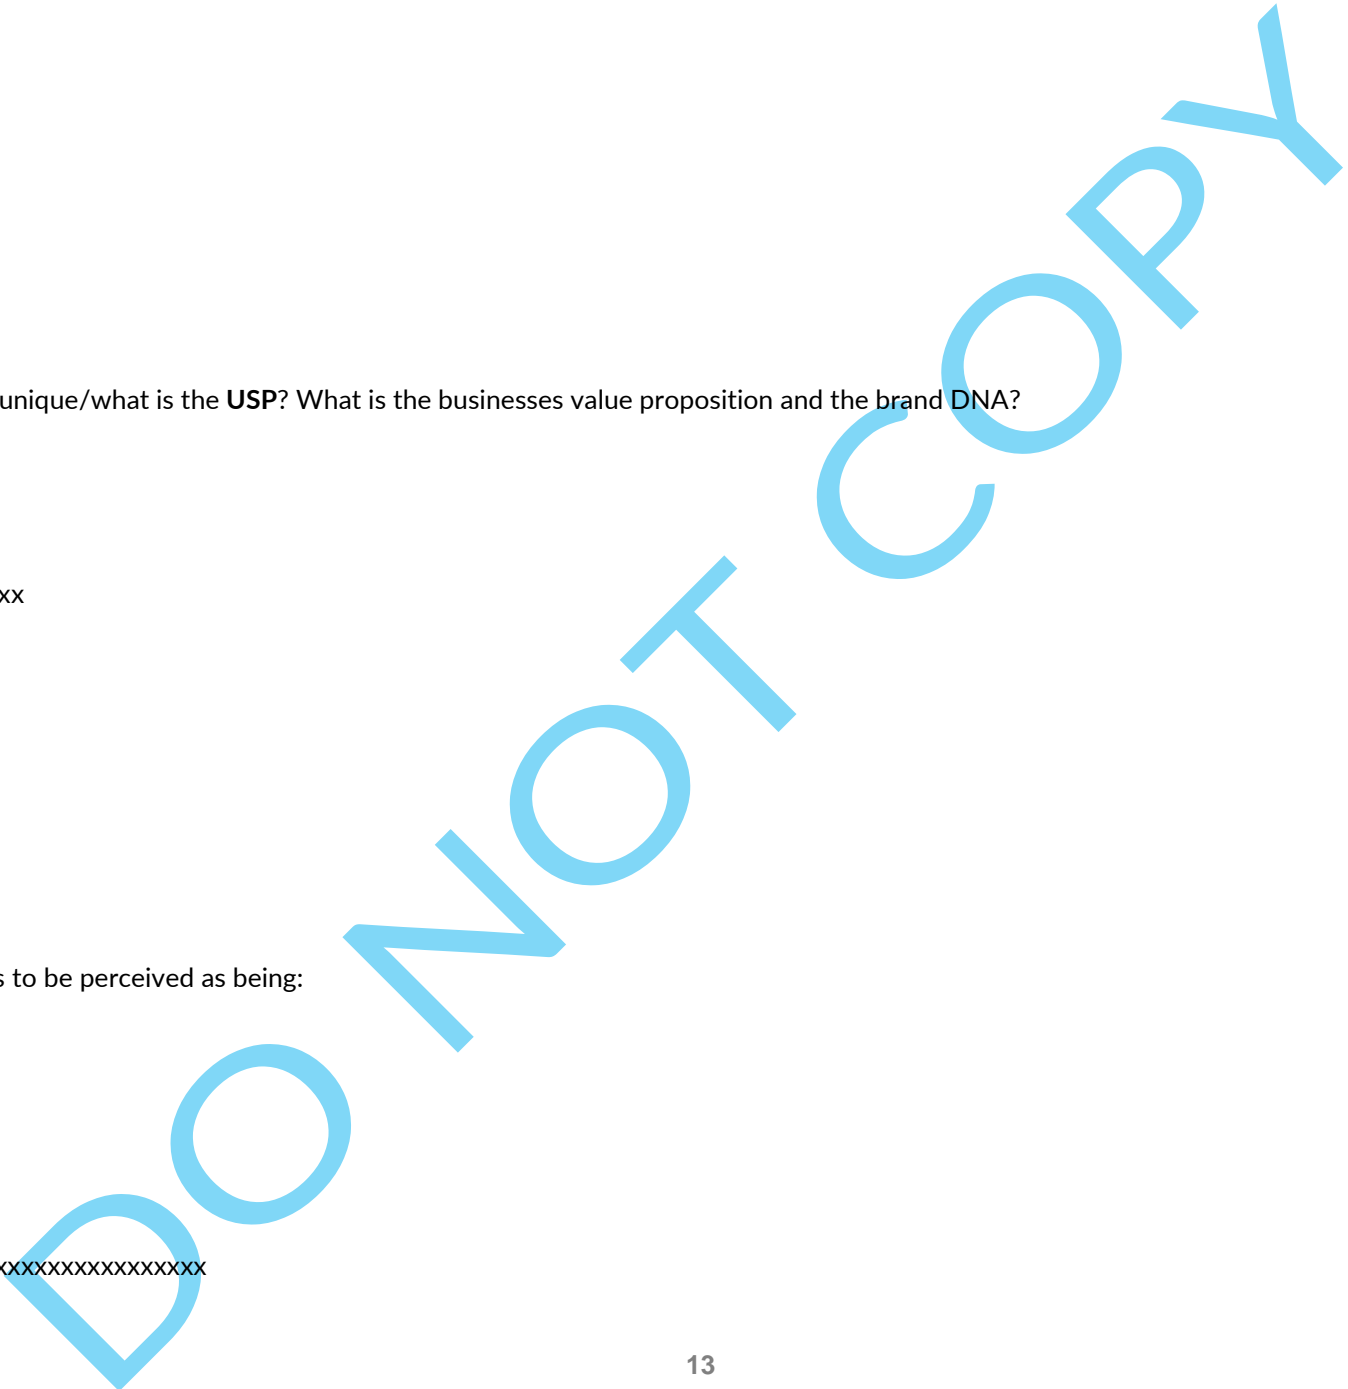 unique/what is the USP? What is the businesses value proposition and the brand DNA?
xx
s to be perceived as being:
xxxxxxxxxxxxxxxx
13
DO NOT COPY